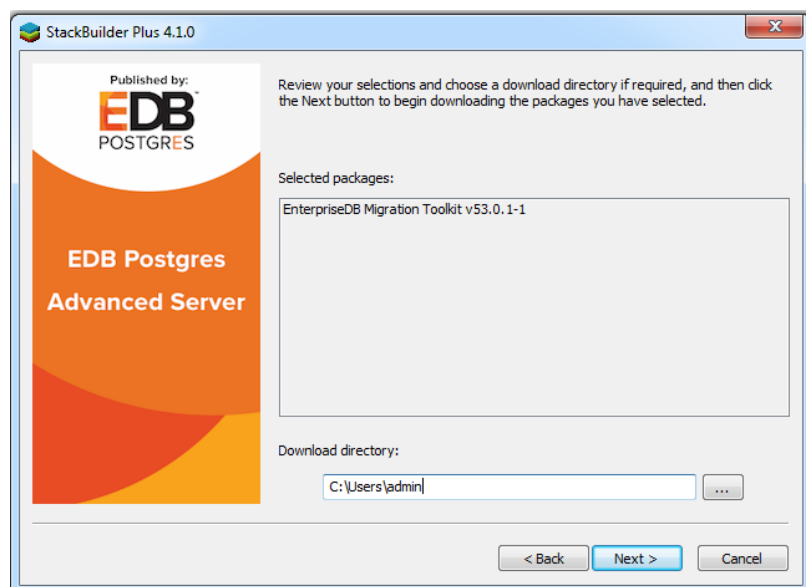 StackBuilder Plus 4.1.0
Published by:
EDB™
POSTGRES
EDB Postgres
Advanced Server
Review your selections and choose a download directory if required, and then click
the Next button to begin downloading the packages you have selected.
Selected packages:
EnterpriseDB Migration Toolkit v53.0.1-1
Download directory:
C:\Users\admin
...
< Back
Next >
Cancel